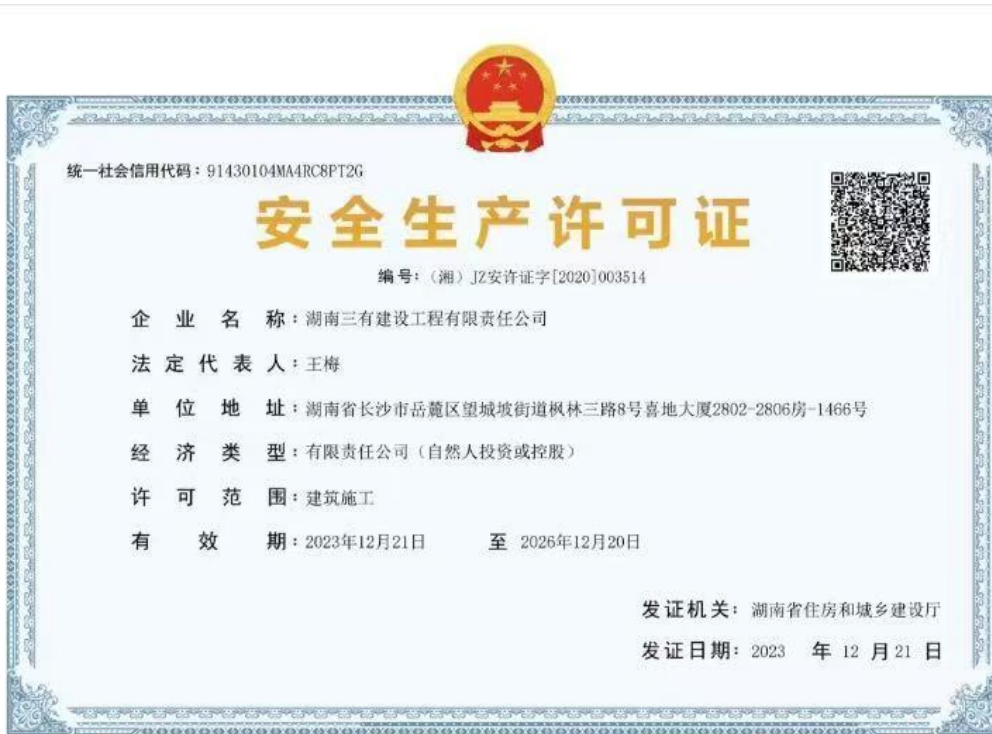 统一社会信用代码：91430104MA4RC8PT2G
安全生产许可证
编号：（湘）JZ安许证字[2020]003514
企业名称：湖南三有建设工程有限责任公司
法定代表人：王梅
单位地址：湖南省长沙市岳麓区望城坡街道枫林三路8号喜地大厦2802-2806房-1466号
经济类型：有限责任公司（自然人投资或控股）
许可范围：建筑施工
有效期：2023年12月21日 至 2026年12月20日
发证机关：湖南省住房和城乡建设厅
发证日期：2023 年 12 月 21 日